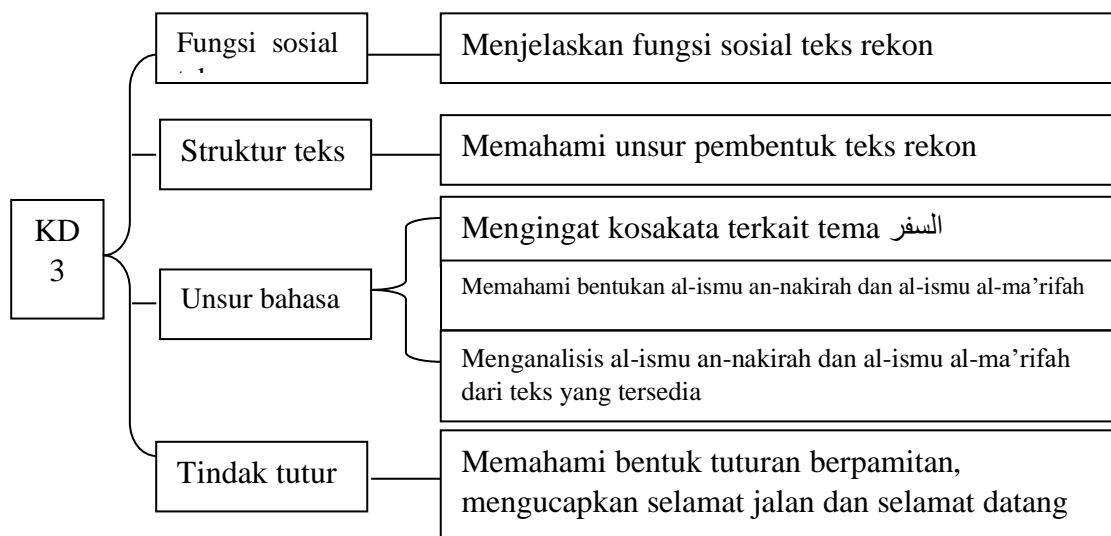 KD
3
Fungsi sosial
Menjelaskan fungsi sosial teks rekon
Struktur teks
Memahami unsur pembentuk teks rekon
Unsur bahasa
Mengingat kosakata terkait tema السفر
Memahami bentukan al-ismu an-nakirah dan al-ismu al-ma’rifah
Menganalisis al-ismu an-nakirah dan al-ismu al-ma’rifah
dari teks yang tersedia
Tindak tutur
Memahami bentuk tuturan berpamitan,
mengucapkan selamat jalan dan selamat datang